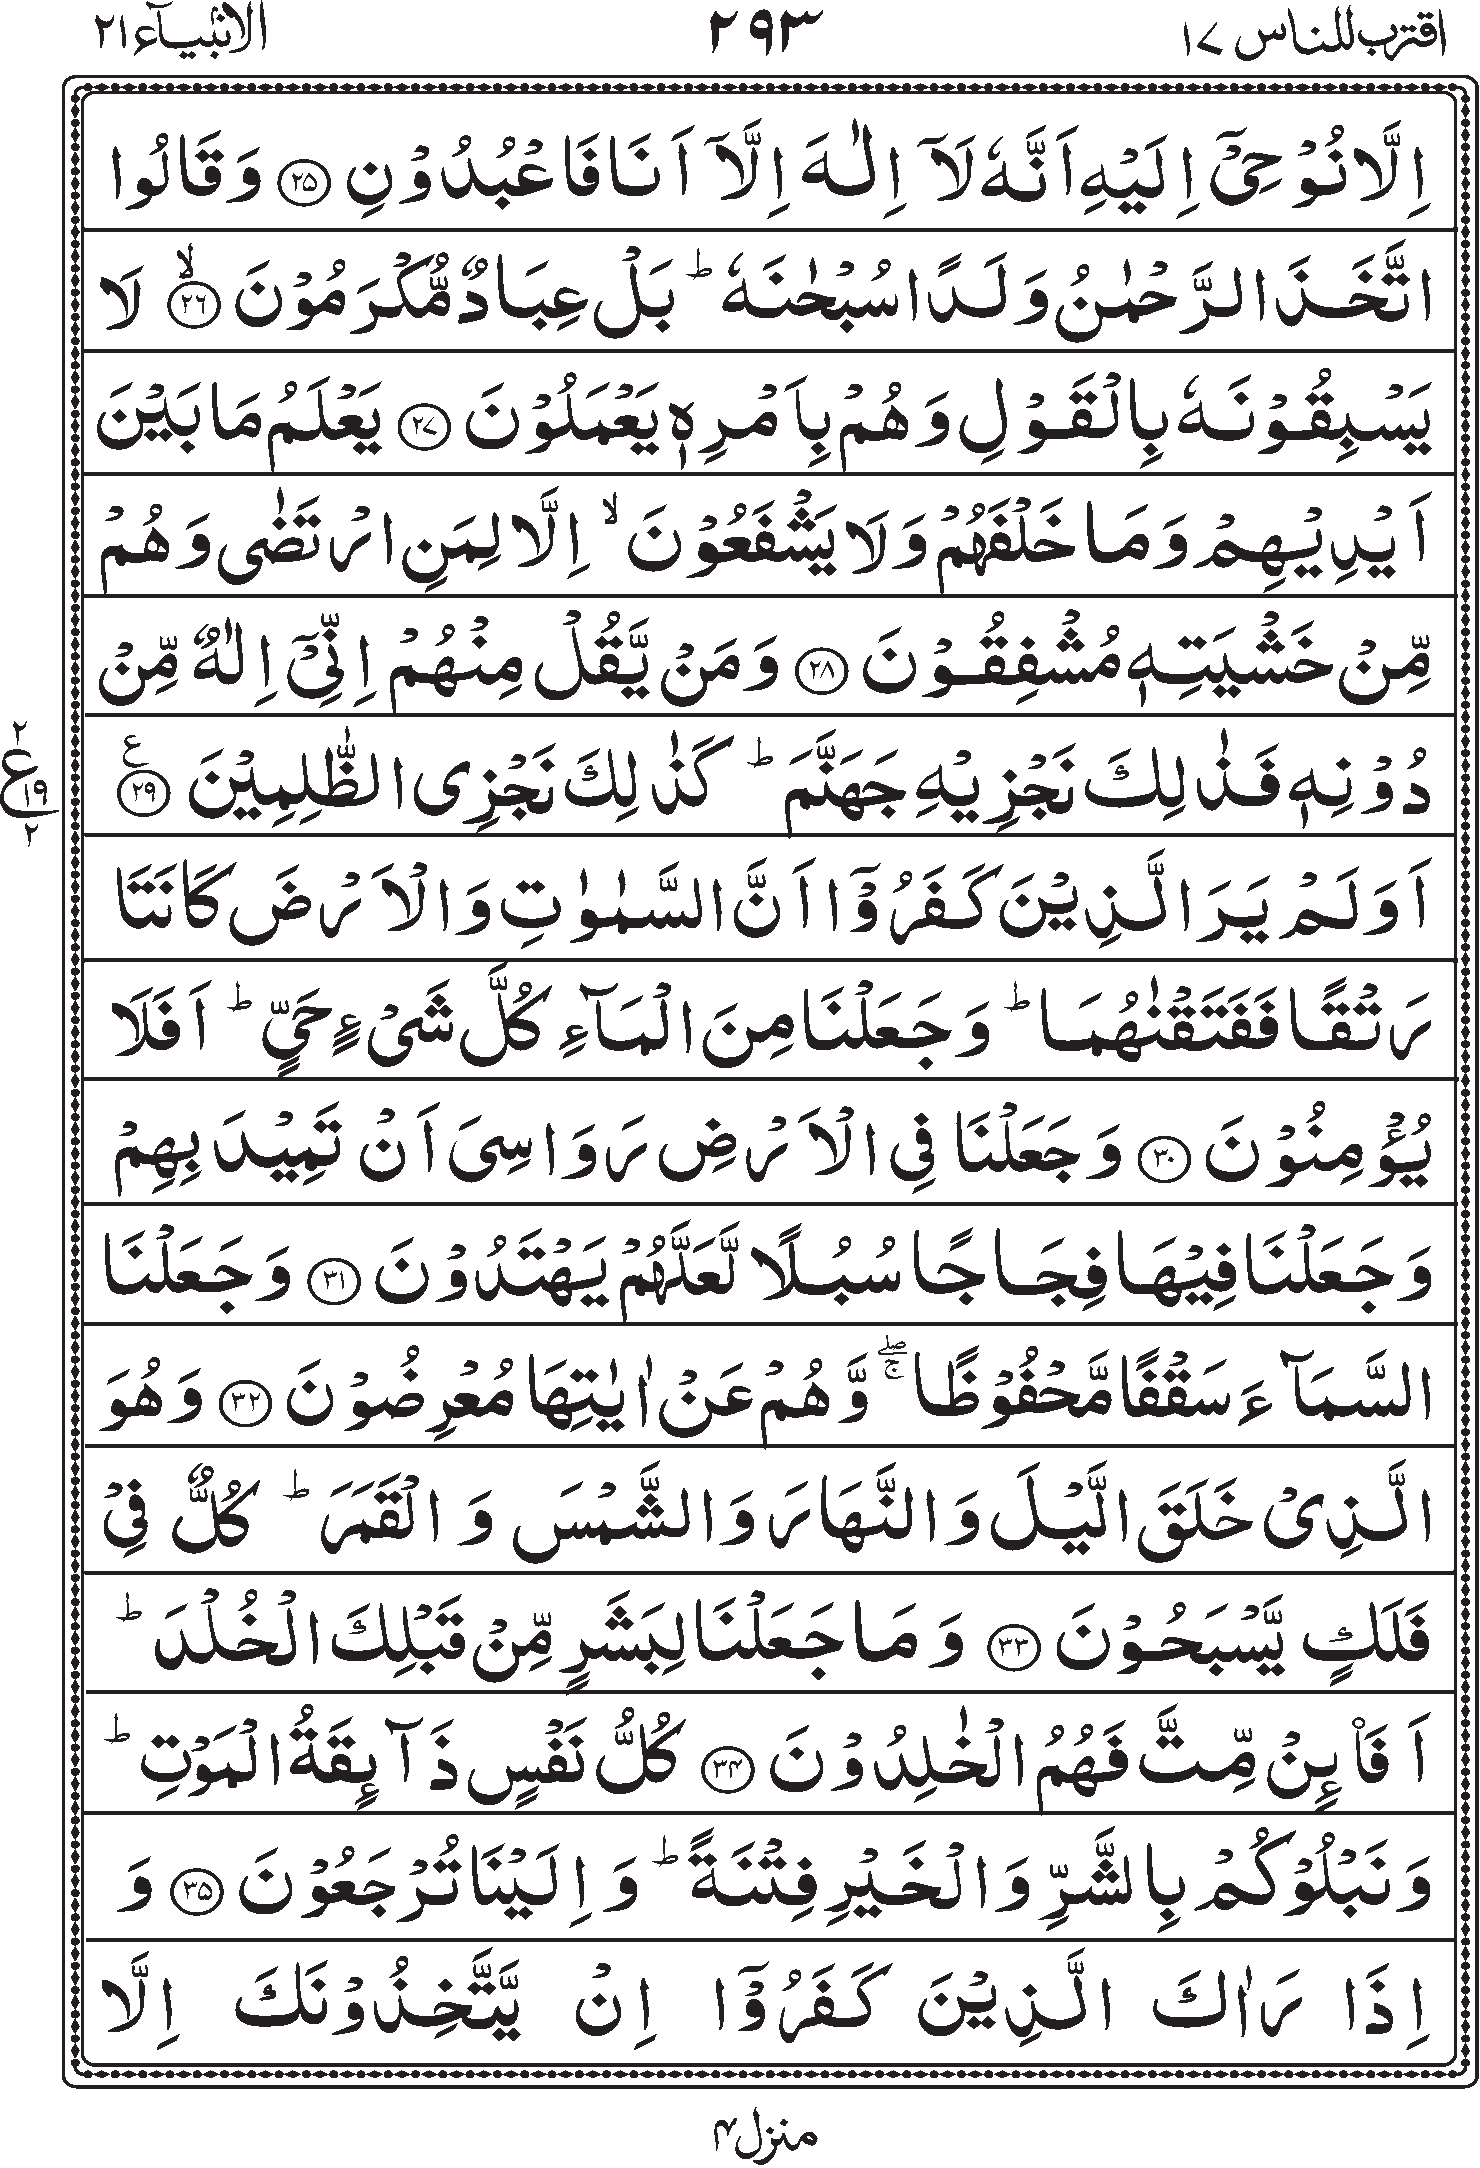 اقترب للناس ١٧ ٢٩٣ الانبیآء ٢١
اِلَّا نُوْحِیْۤ اِلَیْهِ اَنَّهٗ لَاۤ اِلٰهَ اِلَّاۤ اَنَا فَاعْبُدُوْنِ ﴿۲۵﴾ وَ قَالُوا
اتَّخَذَ الرَّحْمٰنُ وَلَدًا سُبْحٰنَهٗ ؕ بَلْ عِبَادٌ مُّكْرَمُوْنَ ﴿ۙ۲۶﴾ لَا
یَسْبِقُوْنَهٗ بِالْقَوْلِ وَهُمْ بِاَمْرِهٖ یَعْمَلُوْنَ ﴿۲۷﴾ یَعْلَمُ مَا بَیْنَ
اَیْدِیْهِمْ وَمَا خَلْفَهُمْ وَلَا یَشْفَعُوْنَ ۙ اِلَّا لِمَنِ ارْتَضٰی وَهُمْ
مِّنْ خَشْیَتِهٖ مُشْفِقُوْنَ ﴿۲۸﴾ وَمَنْ یَّقُلْ مِنْهُمْ اِنِّیْۤ اِلٰهٌ مِّنْ
دُوْنِهٖ فَذٰلِكَ نَجْزِیْهِ جَهَنَّمَ ؕ كَذٰلِكَ نَجْزِی الظّٰلِمِیْنَ ﴿۲۹﴾ ع
٢ ع ١٩ ٢
اَوَلَمْ یَرَ الَّذِیْنَ كَفَرُوْۤا اَنَّ السَّمٰوٰتِ وَالْاَرْضَ كَانَتَا
رَتْقًا فَفَتَقْنٰهُمَا ؕ وَجَعَلْنَا مِنَ الْمَآءِ كُلَّ شَیْءٍ حَیٍّ ؕ اَفَلَا
یُؤْمِنُوْنَ ﴿۳۰﴾ وَجَعَلْنَا فِی الْاَرْضِ رَوَاسِیَ اَنْ تَمِیْدَ بِهِمْ
وَجَعَلْنَا فِیْهَا فِجَاجًا سُبُلًا لَّعَلَّهُمْ یَهْتَدُوْنَ ﴿۳۱﴾ وَجَعَلْنَا
السَّمَآءَ سَقْفًا مَّحْفُوْظًا ۖۚ وَّهُمْ عَنْ اٰیٰتِهَا مُعْرِضُوْنَ ﴿۳۲﴾ وَهُوَ
الَّذِیْ خَلَقَ الَّیْلَ وَالنَّهَارَ وَالشَّمْسَ وَالْقَمَرَ ؕ كُلٌّ فِیْ
فَلَكٍ یَّسْبَحُوْنَ ﴿۳۳﴾ وَمَا جَعَلْنَا لِبَشَرٍ مِّنْ قَبْلِكَ الْخُلْدَ ؕ
اَفَا۠ئِنْ مِّتَّ فَهُمُ الْخٰلِدُوْنَ ﴿۳۴﴾ كُلُّ نَفْسٍ ذَآئِقَةُ الْمَوْتِ ؕ
وَنَبْلُوْكُمْ بِالشَّرِّ وَالْخَیْرِ فِتْنَةً ؕ وَاِلَیْنَا تُرْجَعُوْنَ ﴿۳۵﴾ وَ
اِذَا رَاٰكَ الَّذِیْنَ كَفَرُوْۤا اِنْ یَّتَّخِذُوْنَكَ اِلَّا
منزل ۴